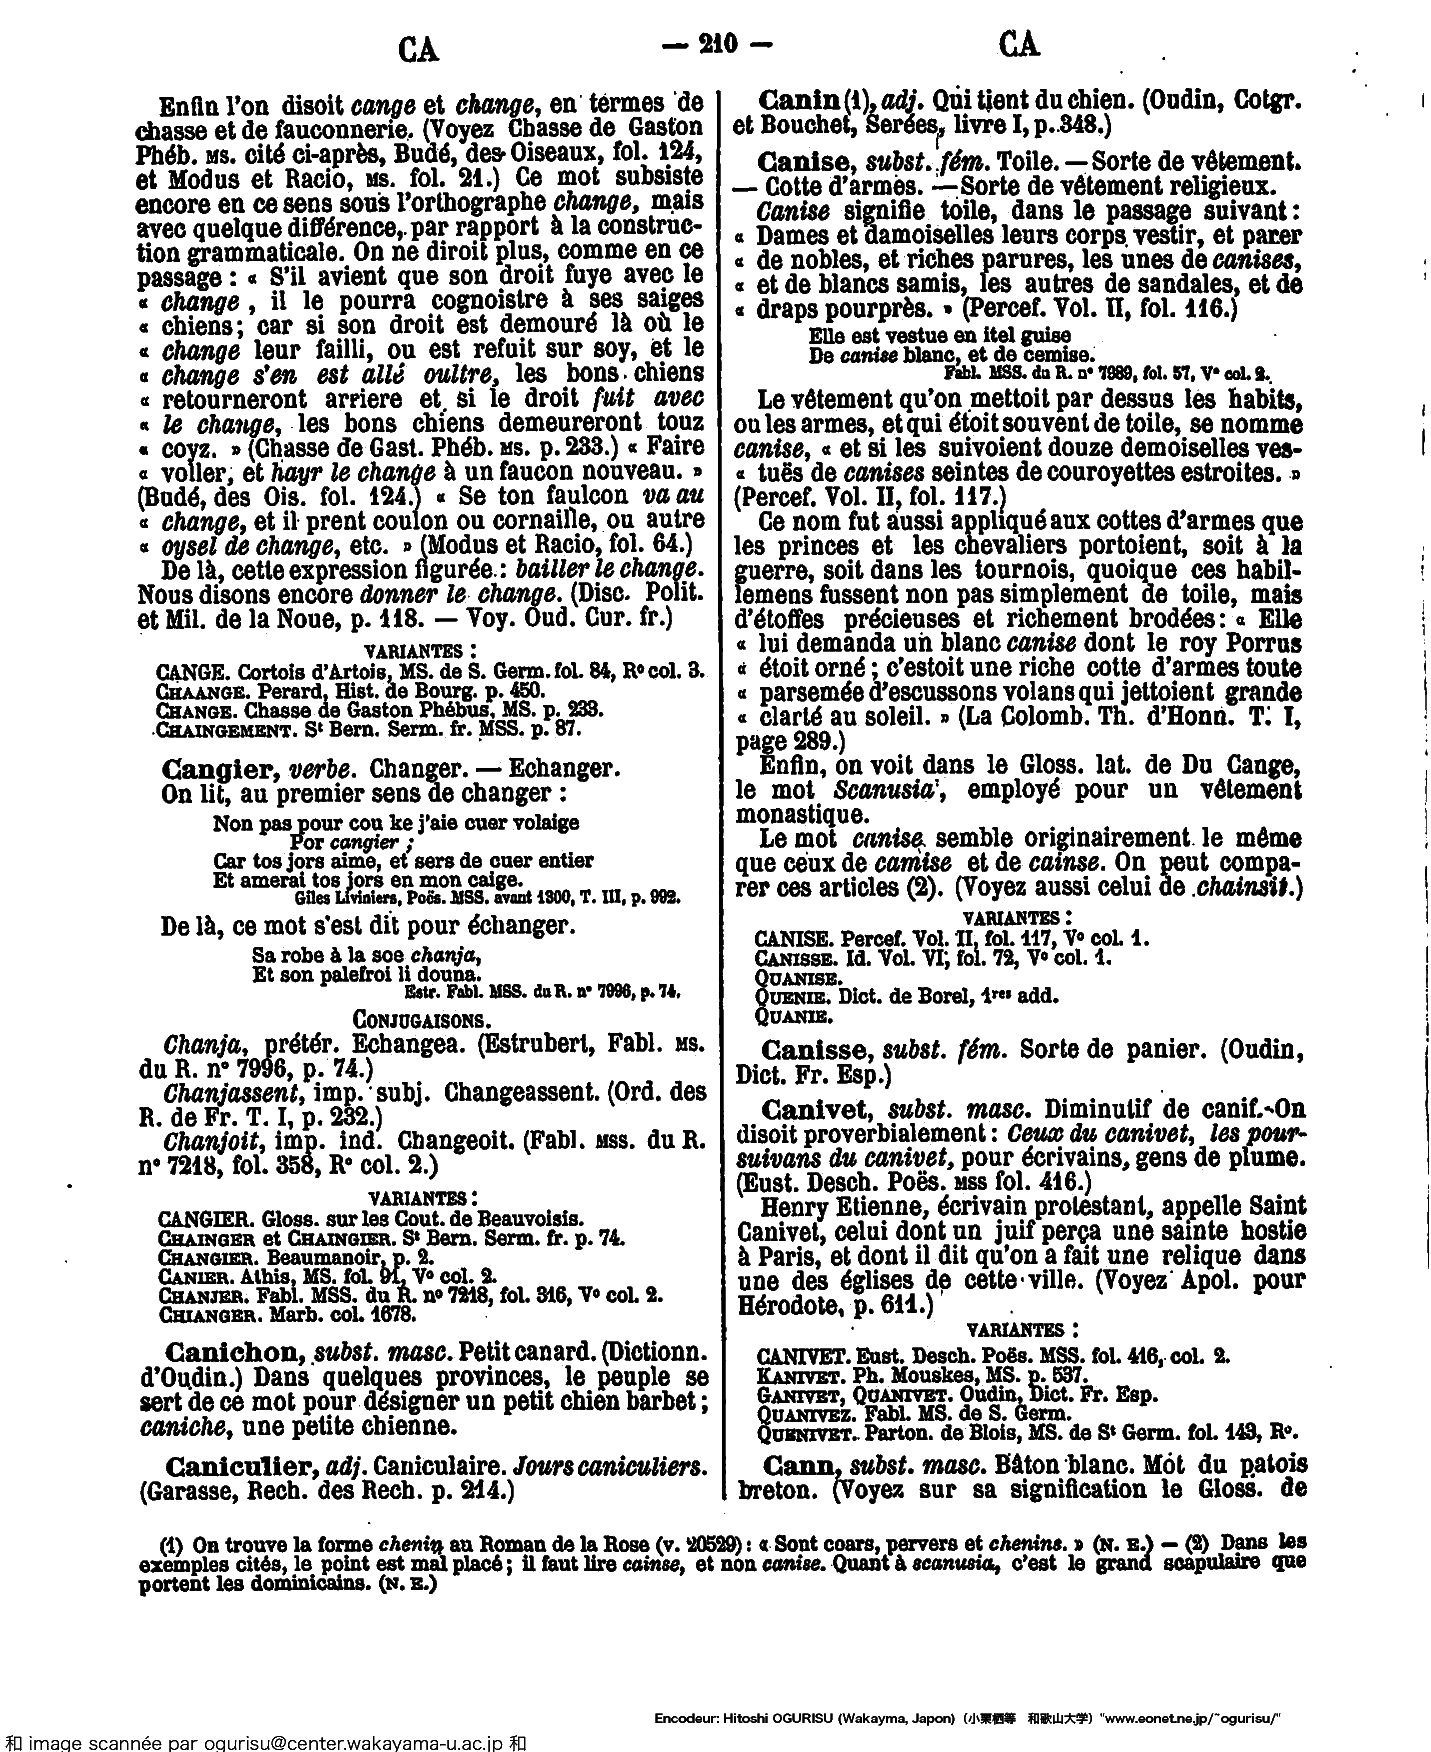 CA — 210 — CA
Enfin l'on disoit cange et change, en termes de
chasse et de fauconnerie. (Voyez Chasse de Gaston
Phéb. MS. cité ci-après, Budé, des Oiseaux, fol. 124,
et Modus et Racio, MS. fol. 21.) Ce mot subsiste
encore en ce sens sous l'orthographe change, mais
avec quelque différence, par rapport à la construc-
tion grammaticale. On ne diroit plus, comme en ce
passage : « S'il avient que son droit fuye avec le
« change, il le pourra cognoistre à ses saiges
« chiens; car si son droit est demouré là où le
« change leur failli, ou est refuit sur soy, et le
« change s'en est allé oultre, les bons chiens
« retourneront arriere et si le droit fuit avec
« le change, les bons chiens demeureront touz
« coyz. » (Chasse de Gast. Phéb. MS. p. 233.) « Faire
« voller, et hayr le change à un faucon nouveau. »
(Budé, des Ois. fol. 124.) « Se ton faulcon va au
« change, et il prent coulon ou cornaille, ou autre
« oysel de change, etc. » (Modus et Racio, fol. 64.)
De là, cette expression figurée : bailler le change.
Nous disons encore donner le change. (Disc. Polit.
et Mil. de la Noue, p. 118. — Voy. Oud. Cur. fr.)
VARIANTES :
CANGE. Cortois d'Artois, MS. de S. Germ. fol. 84, R° col. 3.
CHAANGE. Perard, Hist. de Bourg. p. 450.
CHANGE. Chasse de Gaston Phébus, MS. p. 233.
CHAINGEMENT. St Bern. Serm. fr. MSS. p. 87.
Cangier, verbe. Changer. — Echanger.
On lit, au premier sens de changer :
Non pas pour cou ke j'aie cuer volaige
Por cangier ;
Car tos jors aime, et sers de cuer entier
Et amerai tos jors en mon caige.
Giles Liviniers, Poës. MSS. avant 1300, T. III, p. 992.
De là, ce mot s'est dit pour échanger.
Sa robe à la soe chanja,
Et son palefroi li douna.
Estr. Fabl. MSS. du R. n° 7996, p. 74.
CONJUGAISONS.
Chanja, prétér. Echangea. (Estrubert, Fabl. MS.
du R. n° 7996, p. 74.)
Chanjassent, imp. subj. Changeassent. (Ord. des
R. de Fr. T. I, p. 232.)
Chanjoit, imp. ind. Changeoit. (Fabl. MSS. du R.
n° 7218, fol. 358, R° col. 2.)
VARIANTES :
CANGIER. Gloss. sur les Cout. de Beauvoisis.
CHAINGER et CHAINGIER. St Bern. Serm. fr. p. 74.
CHANGIER. Beaumanoir, p. 2.
CANIER. Athis, MS. fol. 91, V° col. 2.
CHANJER. Fabl. MSS. du R. n° 7218, fol. 316, V° col. 2.
CHIANGER. Marb. col. 1678.
Canichon, subst. masc. Petit canard. (Dictionn.
d'Oudin.) Dans quelques provinces, le peuple se
sert de ce mot pour désigner un petit chien barbet ;
caniche, une petite chienne.
Caniculier, adj. Caniculaire. Jours caniculiers.
(Garasse, Rech. des Rech. p. 214.)
Canin (1), adj. Qui tient du chien. (Oudin, Cotgr.
et Bouchet, Serées, livre I, p. 348.)
Canise, subst. fém. Toile. — Sorte de vêtement.
— Cotte d'armes. — Sorte de vêtement religieux.
Canise signifie toile, dans le passage suivant :
« Dames et damoiselles leurs corps vestir, et parer
« de nobles, et riches parures, les unes de canises,
« et de blancs samis, les autres de sandales, et de
« draps pourprès. » (Percef. Vol. II, fol. 116.)
Elle est vestue en itel guise
De canise blanc, et de cemise.
Fabl. MSS. du R. n° 7989, fol. 57, V° col. 2.
Le vêtement qu'on mettoit par dessus les habits,
ou les armes, et qui étoit souvent de toile, se nomme
canise, « et si les suivoient douze demoiselles ves-
« tuës de canises seintes de couroyettes estroites. »
(Percef. Vol. II, fol. 117.)
Ce nom fut aussi appliqué aux cottes d'armes que
les princes et les chevaliers portoient, soit à la
guerre, soit dans les tournois, quoique ces habil-
lemens fussent non pas simplement de toile, mais
d'étoffes précieuses et richement brodées : « Elle
« lui demanda un blanc canise dont le roy Porrus
« étoit orné ; c'estoit une riche cotte d'armes toute
« parsemée d'escussons volans qui jettoient grande
« clarté au soleil. » (La Colomb. Th. d'Honn. T. I,
page 289.)
Enfin, on voit dans le Gloss. lat. de Du Cange,
le mot Scanusia, employé pour un vêtement
monastique.
Le mot canise semble originairement le même
que ceux de camise et de cainse. On peut compa-
rer ces articles (2). (Voyez aussi celui de chainsit.)
VARIANTES :
CANISE. Percef. Vol. II, fol. 117, V° col. 1.
CANISSE. Id. Vol. VI, fol. 72, V° col. 1.
QUANISE.
QUENIE. Dict. de Borel, 1res add.
QUANIE.
Canisse, subst. fém. Sorte de panier. (Oudin,
Dict. Fr. Esp.)
Canivet, subst. masc. Diminutif de canif. On
disoit proverbialement : Ceux du canivet, les pour-
suivans du canivet, pour écrivains, gens de plume.
(Eust. Desch. Poës. MSS fol. 416.)
Henry Etienne, écrivain protestant, appelle Saint
Canivet, celui dont un juif perça une sainte hostie
à Paris, et dont il dit qu'on a fait une relique dans
une des églises de cette ville. (Voyez Apol. pour
Hérodote, p. 611.)
VARIANTES :
CANIVET. Eust. Desch. Poës. MSS. fol. 416, col. 2.
KANIVET. Ph. Mouskes, MS. p. 537.
GANIVET, QUANIVET. Oudin, Dict. Fr. Esp.
QUANIVEZ. Fabl. MS. de S. Germ.
QUENIVET. Parton. de Blois, MS. de St Germ. fol. 143, R°.
Cann, subst. masc. Bâton blanc. Mot du patois
breton. (Voyez sur sa signification le Gloss. de
(1) On trouve la forme chenin au Roman de la Rose (v. 20529) : « Sont coars, pervers et chenins. » (N. E.) — (2) Dans les
exemples cités, le point est mal placé ; il faut lire cainse, et non canise. Quant à scanusia, c'est le grand scapulaire que
portent les dominicains. (N. E.)
Encodeur: Hitoshi OGURISU (Wakayma, Japon) (小栗栖等 和歌山大学) "www.eonet.ne.jp/~ogurisu/"
和 image scannée par ogurisu@center.wakayama-u.ac.jp 和